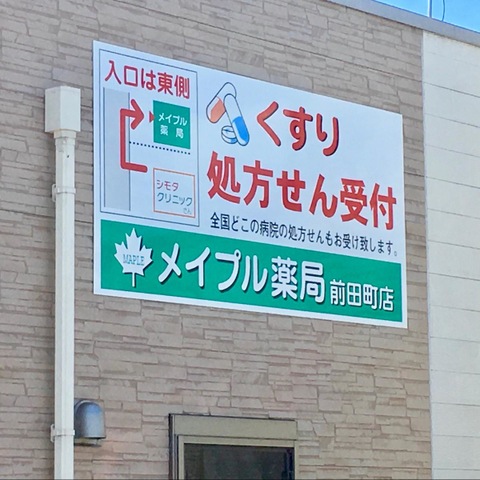 入口は東側
メイプル
薬局
シモタ
クリニック
さん
くすり
処方せん受付
全国どこの病院の処方せんもお受け致します。
MAPLE
メイプル薬局 前田町店